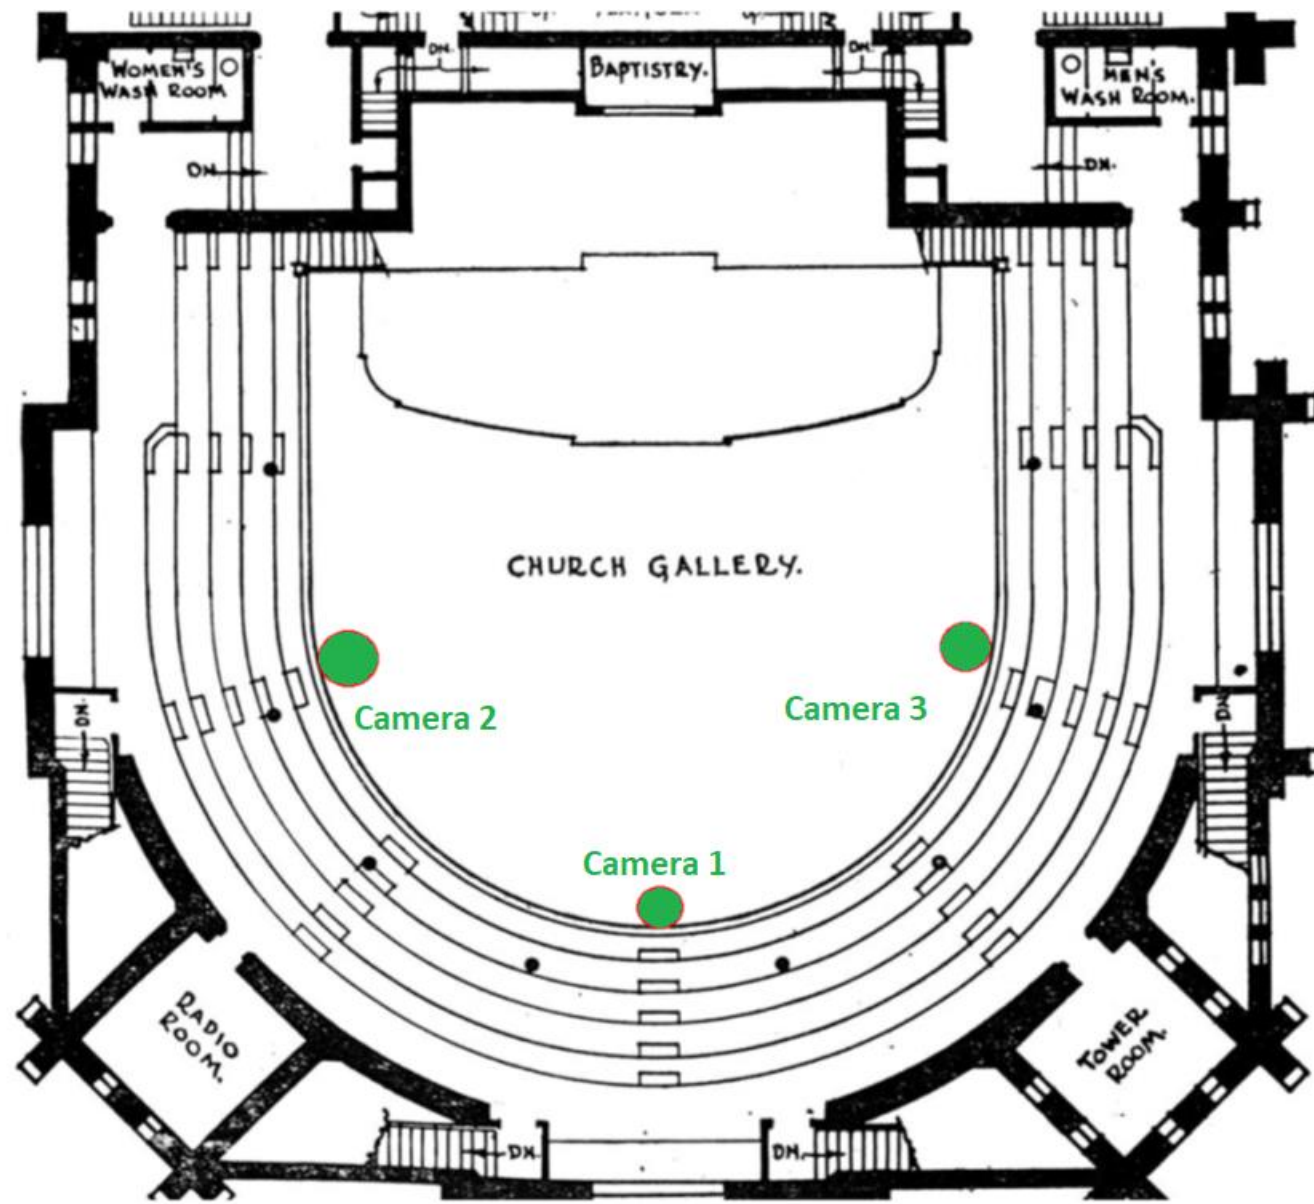 DN.
DN.
WOMEN'S
WASH ROOM
BAPTISTRY.
MEN'S
WASH ROOM.
DN
DN.
CHURCH GALLERY.
Camera 2
Camera 3
DN.
DN
Camera 1
RADIO
ROOM.
TOWER
ROOM.
DN.
DN.